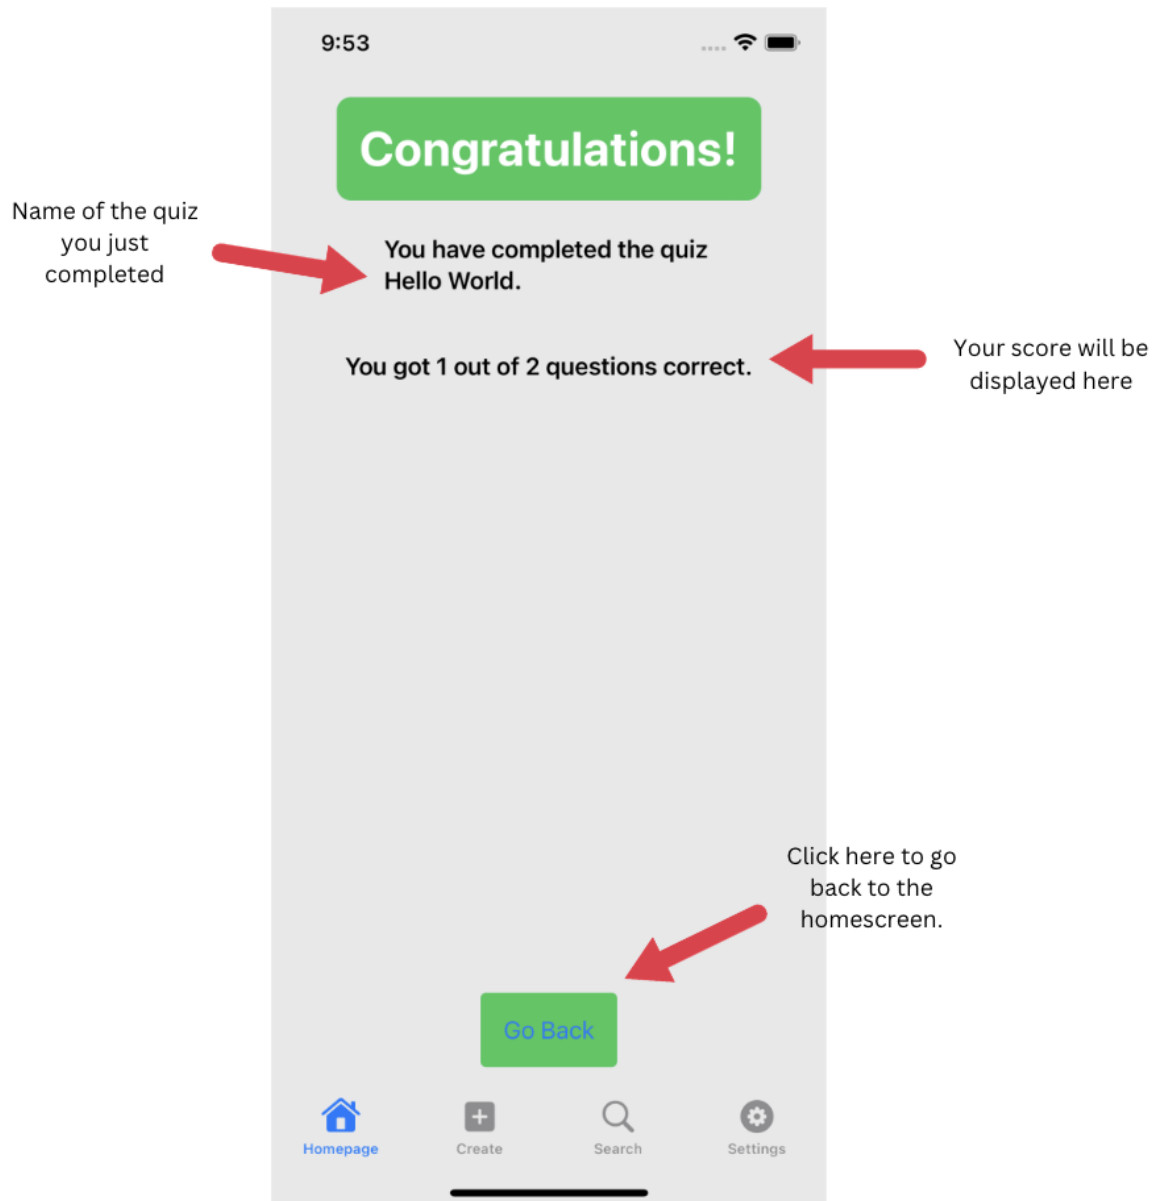 9:53
Congratulations!
Name of the quiz
you just
completed
You have completed the quiz
Hello World.
You got 1 out of 2 questions correct.
Your score will be
displayed here
Click here to go
back to the
homescreen.
Go Back
Homepage
Create
Search
Settings